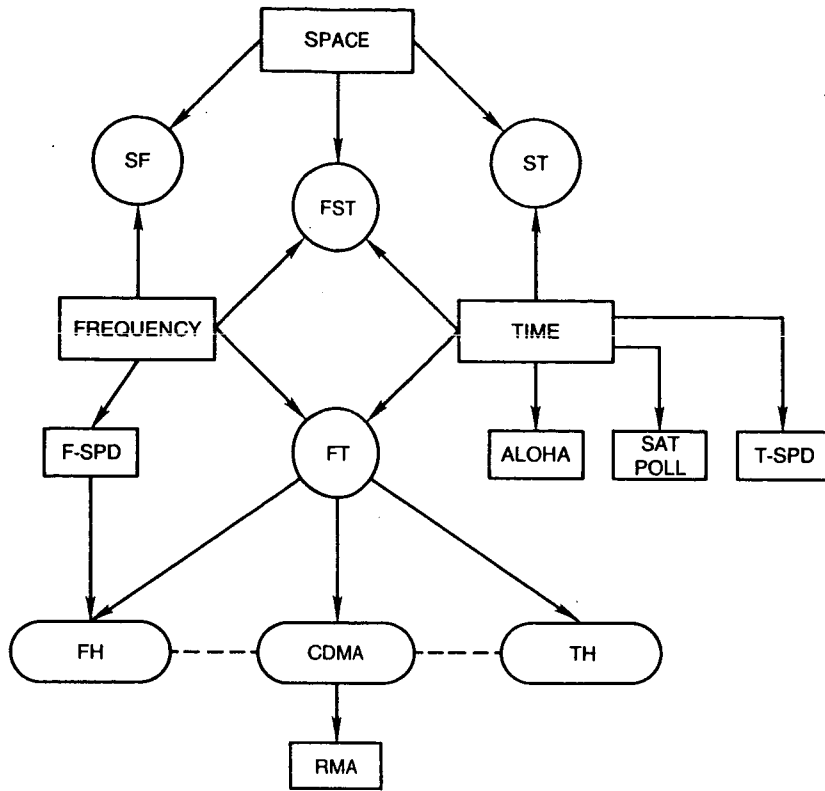 SPACE
SF
ST
FST
FREQUENCY
TIME
F-SPD
FT
ALOHA
SAT
POLL
T-SPD
FH
CDMA
TH
RMA